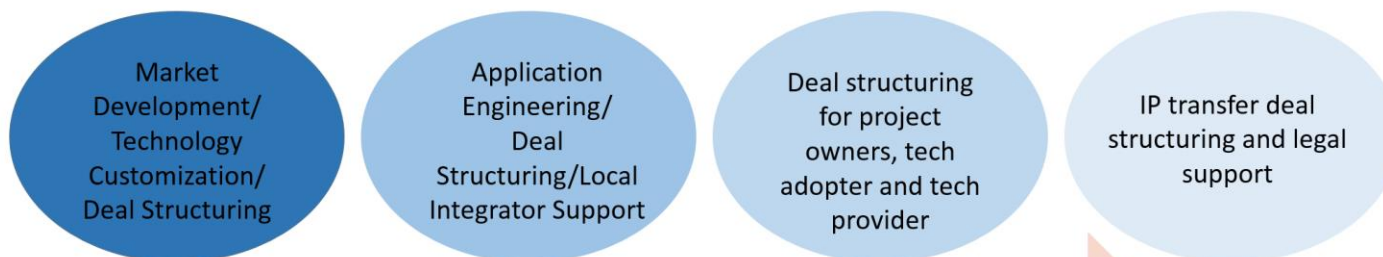 Market
Development/
Technology
Customization/
Deal Structuring
Application
Engineering/
Deal
Structuring/Local
Integrator Support
Deal structuring
for project
owners, tech
adopter and tech
provider
IP transfer deal
structuring and legal
support